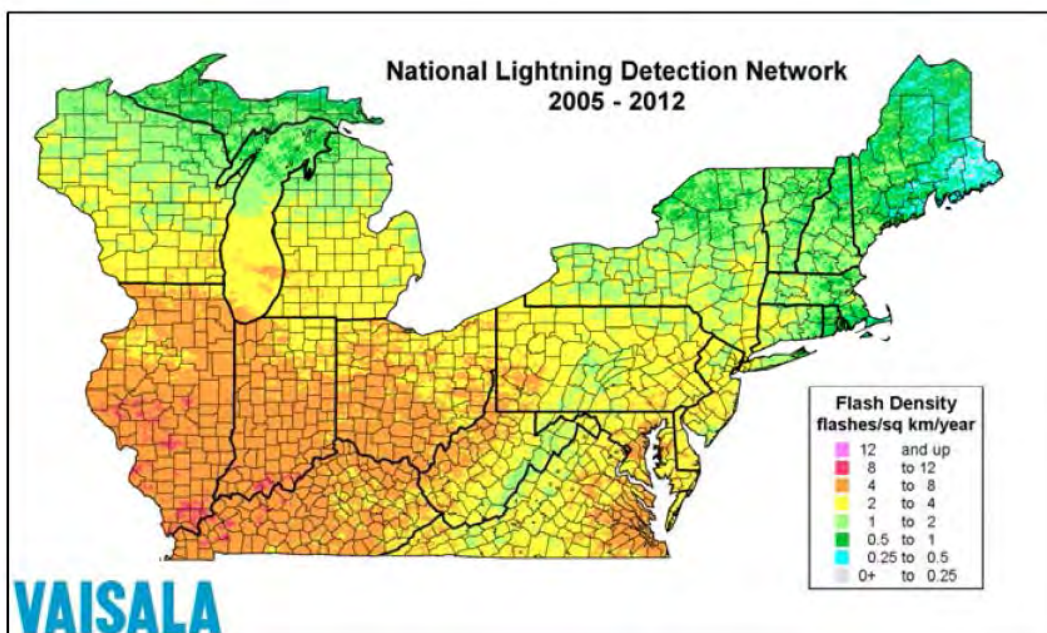 National Lightning Detection Network
2005 - 2012
Flash Density
flashes/sq km/year
12 and up
8 to 12
4 to 8
2 to 4
1 to 2
0.5 to 1
0.25 to 0.5
0+ to 0.25
VAISALA